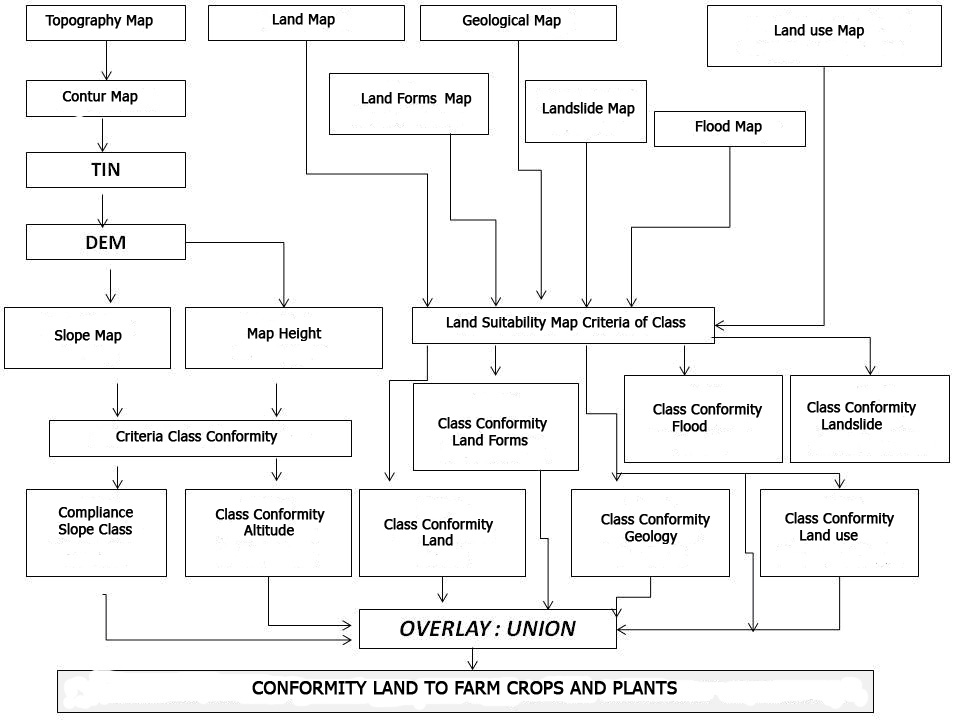 Topography Map
Land Map
Geological Map
Land use Map
Contur Map
Land Forms Map
Landslide Map
Flood Map
TIN
DEM
Slope Map
Map Height
Land Suitability Map Criteria of Class
Criteria Class Conformity
Class Conformity
Land Forms
Class Conformity
Flood
Class Conformity
Landslide
Compliance
Slope Class
Class Conformity
Altitude
Class Conformity
Land
Class Conformity
Geology
Class Conformity
Land use
OVERLAY : UNION
CONFORMITY LAND TO FARM CROPS AND PLANTS